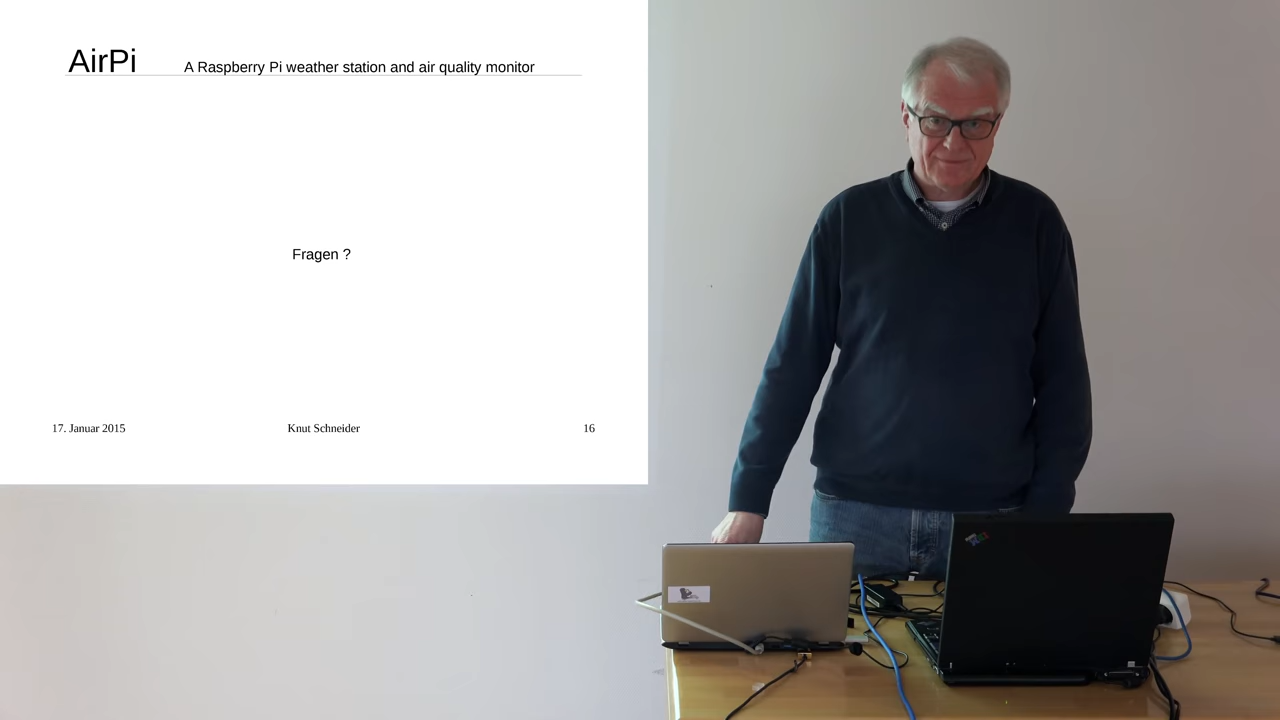 AirPi A Raspberry Pi weather station and air quality monitor
Fragen ?
17. Januar 2015 Knut Schneider 16